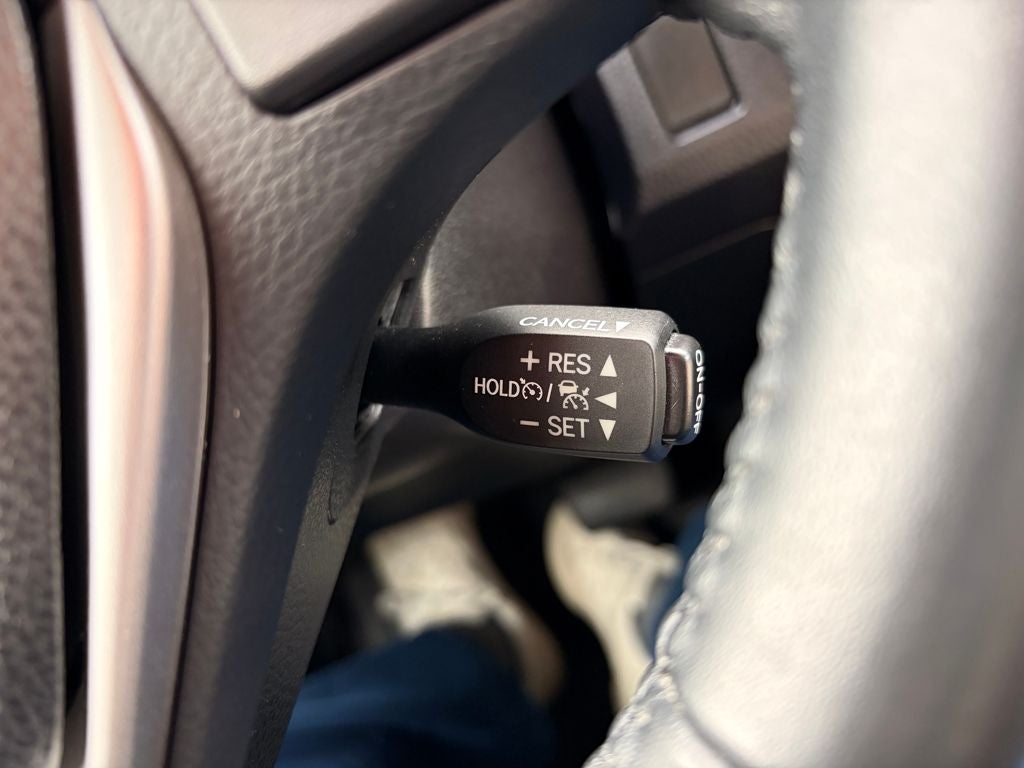 CANCEL▼
+ RES ▲
HOLD / ◀
− SET ▼
ON-OFF